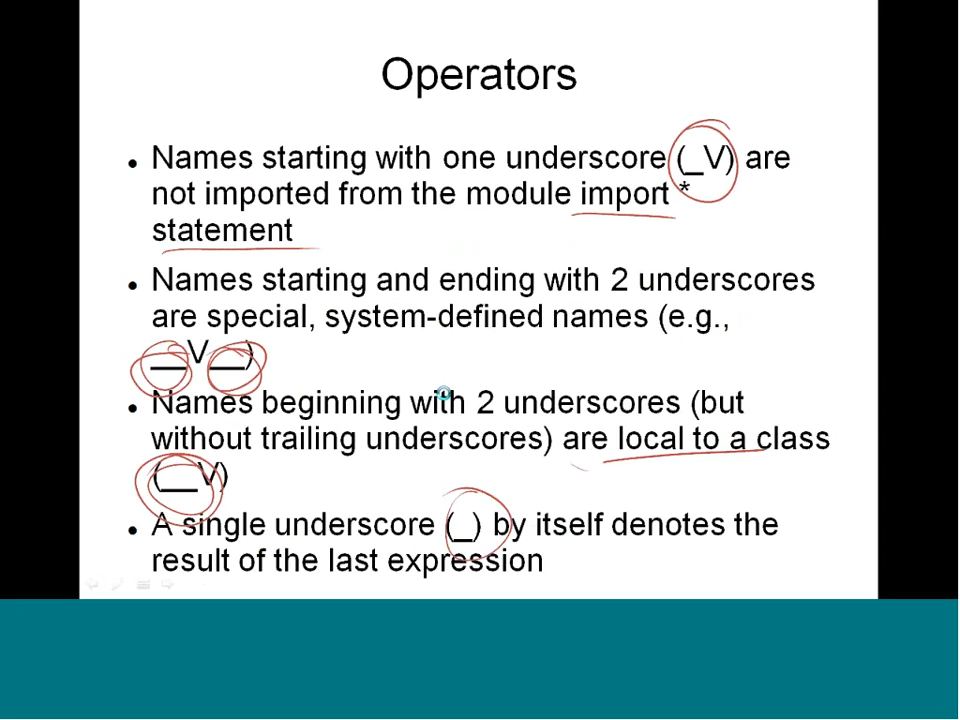 Operators
Names starting with one underscore (_V) are
not imported from the module import *
statement
Names starting and ending with 2 underscores
are special, system-defined names (e.g.,
__V__)
Names beginning with 2 underscores (but
without trailing underscores) are local to a class
(__V)
A single underscore (_) by itself denotes the
result of the last expression